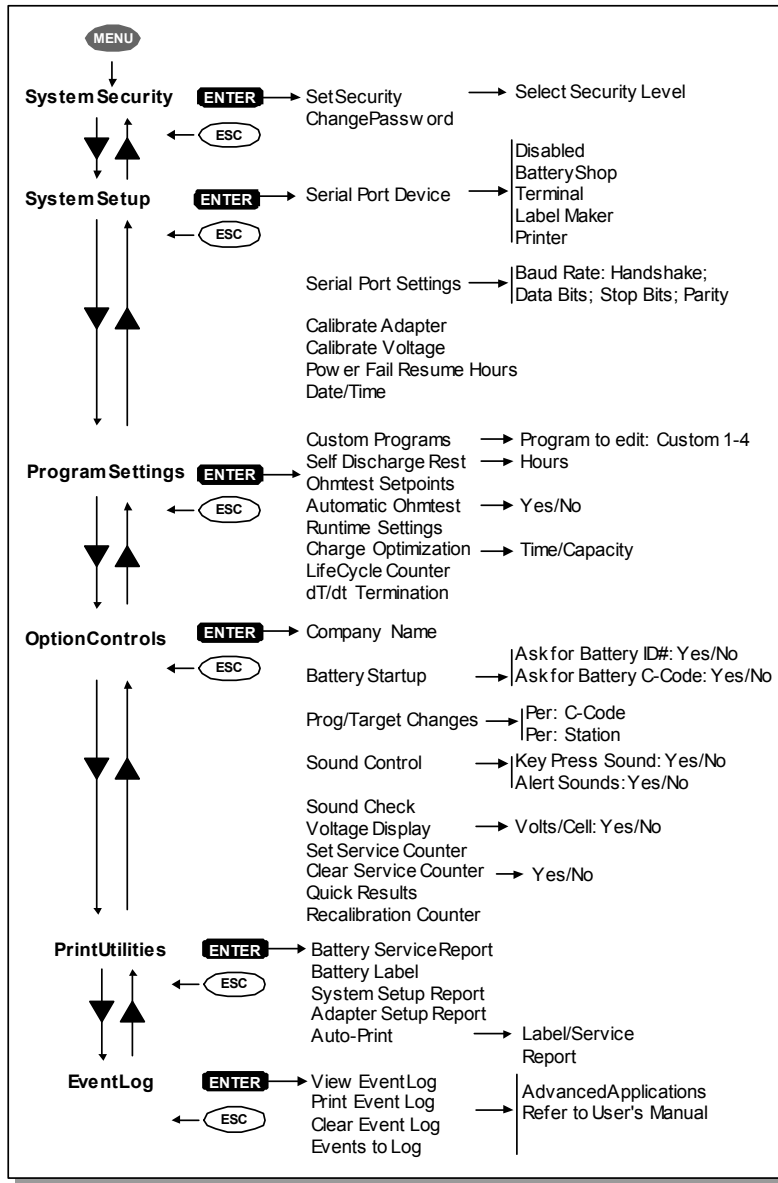 MENU
System Security ENTER Set Security Select Security Level
Change Password
ESC
Disabled
BatteryShop
System Setup ENTER Serial Port Device Terminal
Label Maker
ESC
Printer
Serial Port Settings Baud Rate: Handshake;
Data Bits; Stop Bits; Parity
Calibrate Adapter
Calibrate Voltage
Power Fail Resume Hours
Date/Time
Custom Programs Program to edit: Custom 1-4
Program Settings ENTER Self Discharge Rest Hours
Ohmtest Setpoints
ESC Automatic Ohmtest Yes/No
Runtime Settings
Charge Optimization Time/Capacity
LifeCycle Counter
dT/dt Termination
Option Controls ENTER Company Name
ESC
Ask for Battery ID#: Yes/No
Battery Startup Ask for Battery C-Code: Yes/No
Prog/Target Changes Per: C-Code
Per: Station
Sound Control Key Press Sound: Yes/No
Alert Sounds: Yes/No
Sound Check
Voltage Display Volts/Cell: Yes/No
Set Service Counter
Clear Service Counter Yes/No
Quick Results
Recalibration Counter
Print Utilities ENTER Battery Service Report
Battery Label
ESC System Setup Report
Adapter Setup Report
Auto-Print Label/Service
Report
Event Log ENTER View Event Log
Print Event Log Advanced Applications
ESC Clear Event Log Refer to User's Manual
Events to Log